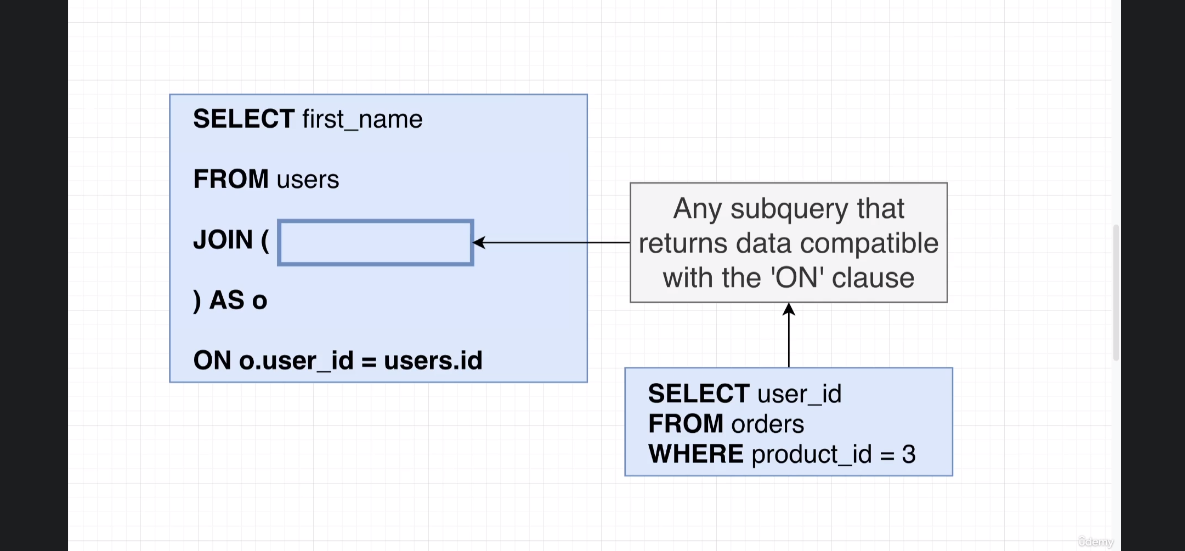 SELECT first_name
FROM users
JOIN (
) AS o
ON o.user_id = users.id
Any subquery that
returns data compatible
with the 'ON' clause
SELECT user_id
FROM orders
WHERE product_id = 3
Udemy